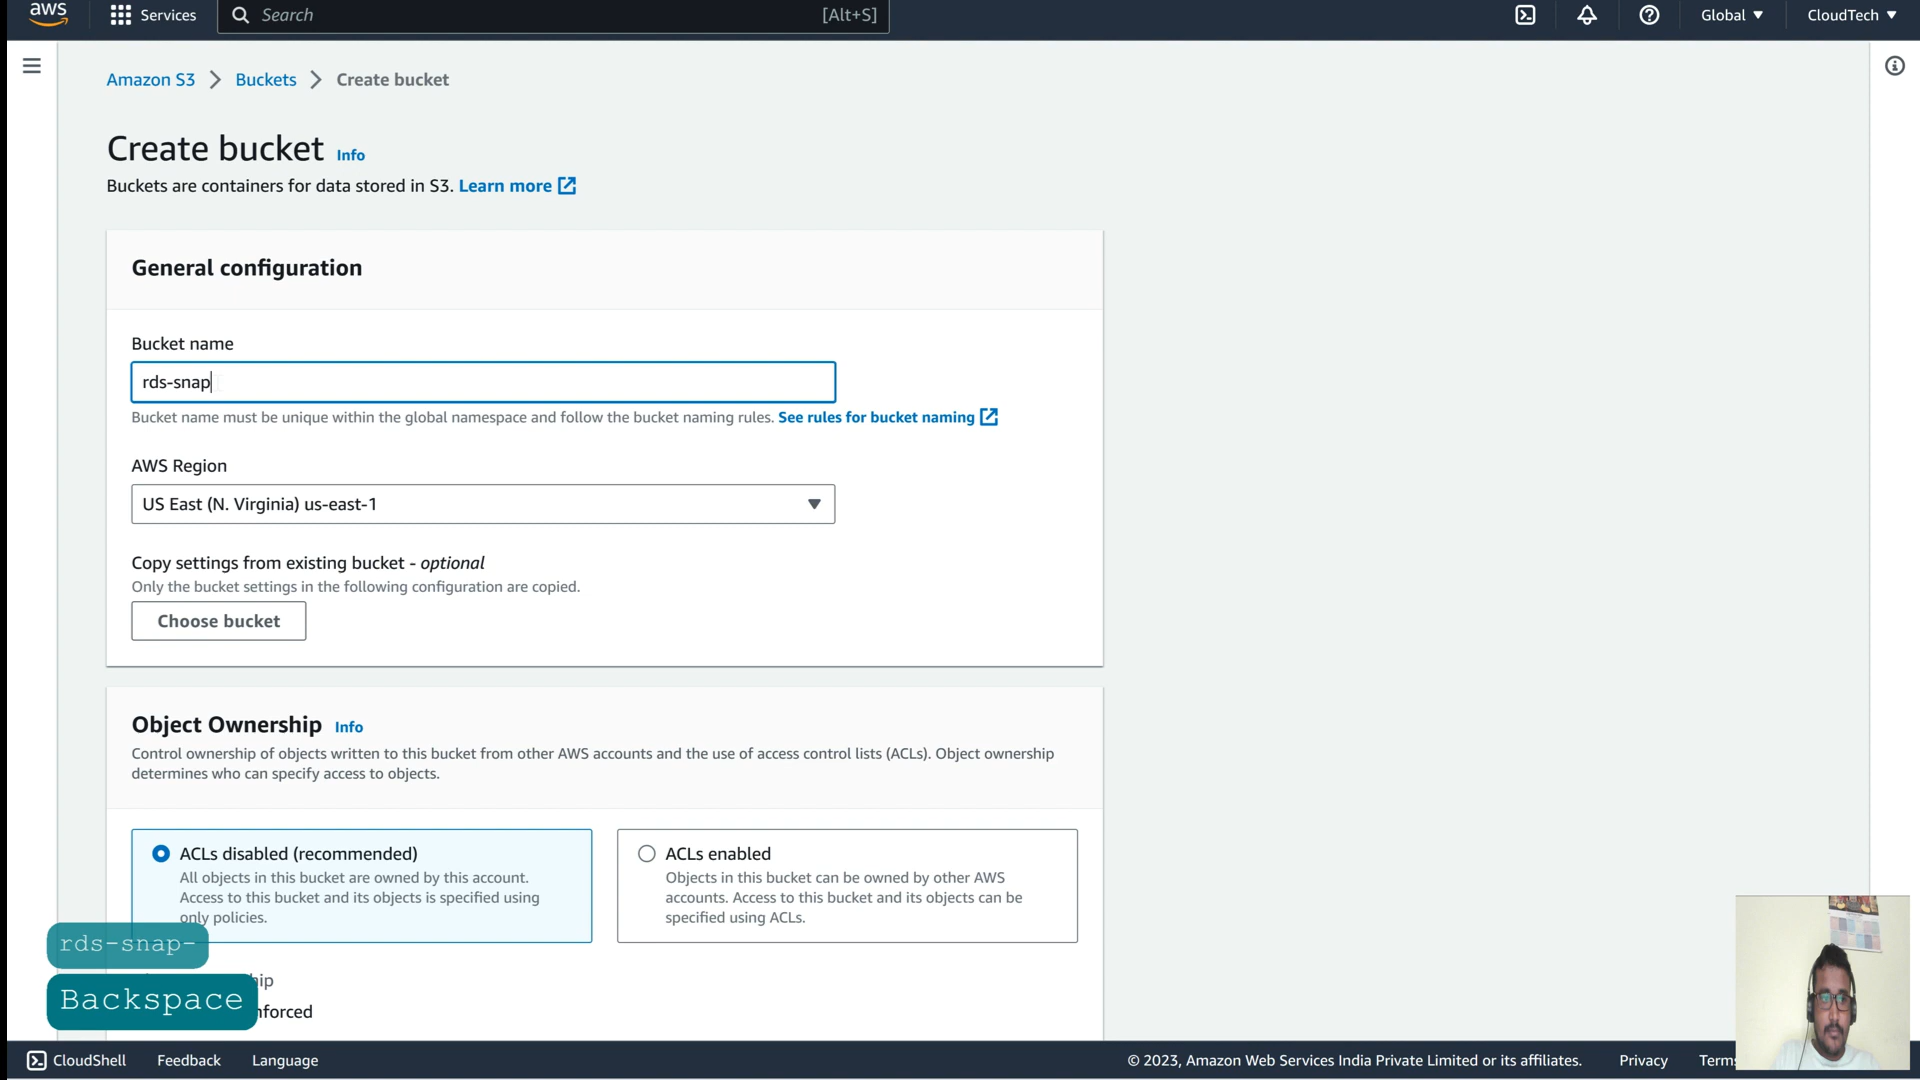 aws
Services
Search
[Alt+S]
Global
CloudTech
Amazon S3
Buckets
Create bucket
Create bucket Info
Buckets are containers for data stored in S3. Learn more
General configuration
Bucket name
rds-snap
Bucket name must be unique within the global namespace and follow the bucket naming rules. See rules for bucket naming
AWS Region
US East (N. Virginia) us-east-1
Copy settings from existing bucket - optional
Only the bucket settings in the following configuration are copied.
Choose bucket
Object Ownership Info
Control ownership of objects written to this bucket from other AWS accounts and the use of access control lists (ACLs). Object ownership
determines who can specify access to objects.
ACLs disabled (recommended)
All objects in this bucket are owned by this account.
Access to this bucket and its objects is specified using
only policies.
ACLs enabled
Objects in this bucket can be owned by other AWS
accounts. Access to this bucket and its objects can be
specified using ACLs.
rds-snap-
Backspace
CloudShell
Feedback
Language
© 2023, Amazon Web Services India Private Limited or its affiliates.
Privacy
Terms